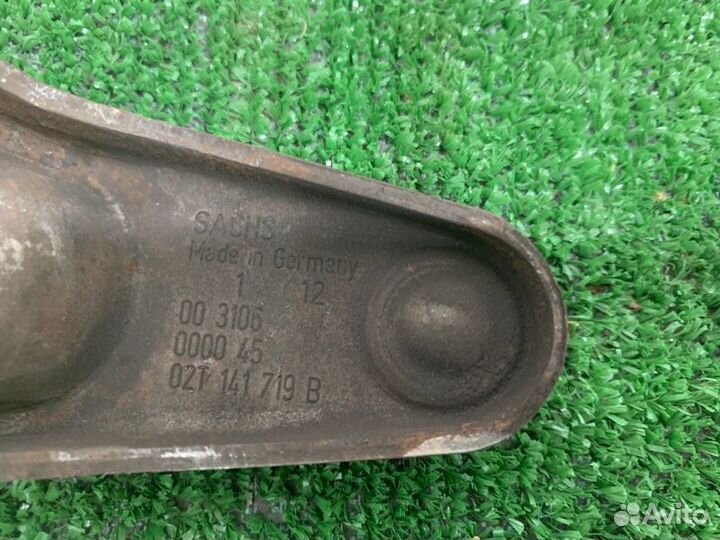 SACHS
Made in Germany
1 12
00 3106
0000 45
02T 141 719 B
Avito